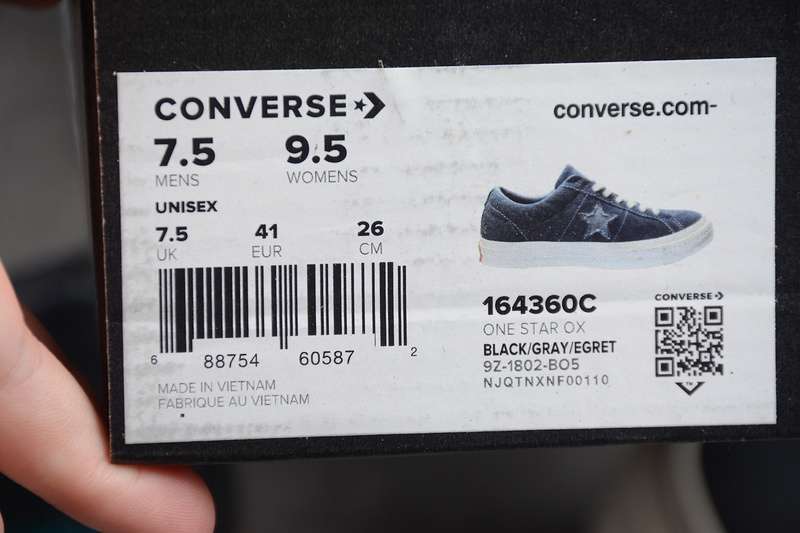 CONVERSE
converse.com-
7.5 9.5
MENS WOMENS
UNISEX
7.5 41 26
UK EUR CM
6 88754 60587 2
MADE IN VIETNAM
FABRIQUE AU VIETNAM
164360C
ONE STAR OX
BLACK/GRAY/EGRET
9Z-1802-BO5
NJQTNXNF00110
CONVERSE
TM